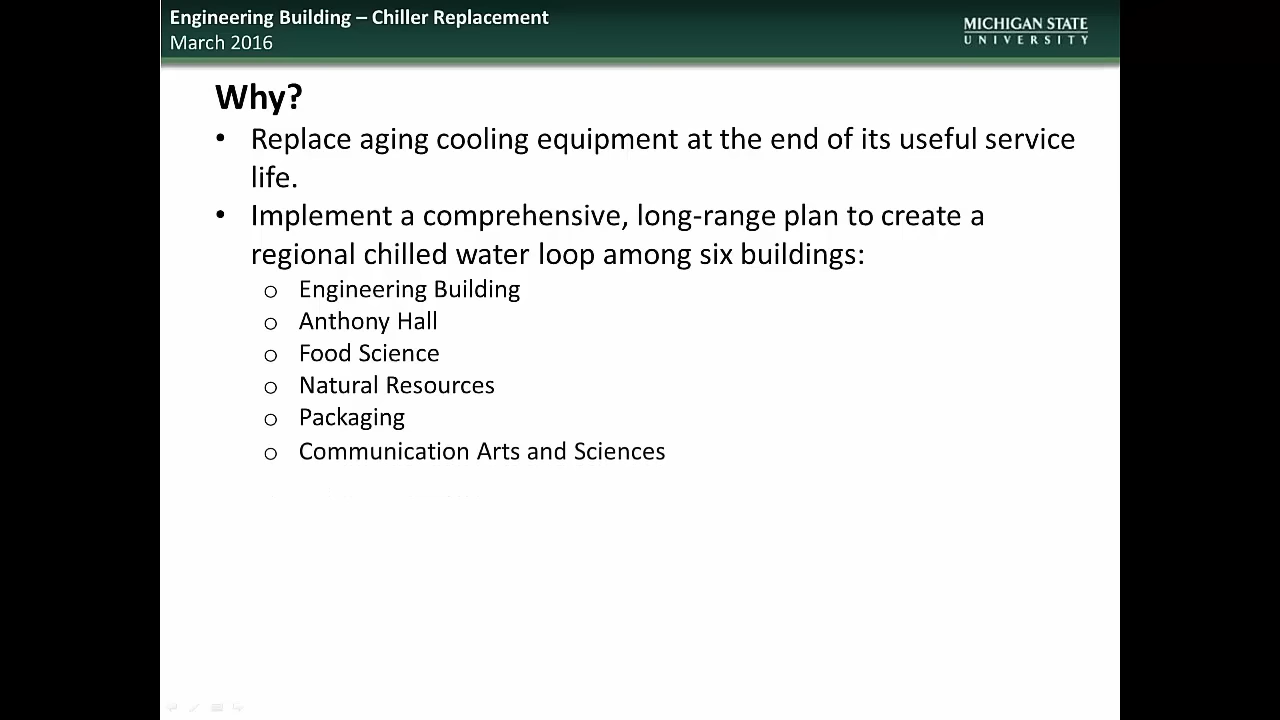 Engineering Building – Chiller Replacement
March 2016
MICHIGAN STATE
UNIVERSITY
Why?
• Replace aging cooling equipment at the end of its useful service
life.
• Implement a comprehensive, long-range plan to create a
regional chilled water loop among six buildings:
o Engineering Building
o Anthony Hall
o Food Science
o Natural Resources
o Packaging
o Communication Arts and Sciences